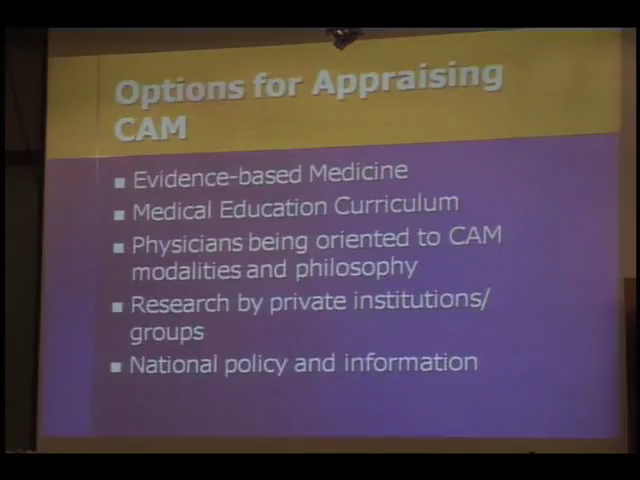 Options for Appraising
CAM
■ Evidence-based Medicine
■ Medical Education Curriculum
■ Physicians being oriented to CAM
modalities and philosophy
■ Research by private institutions/
groups
■ National policy and information